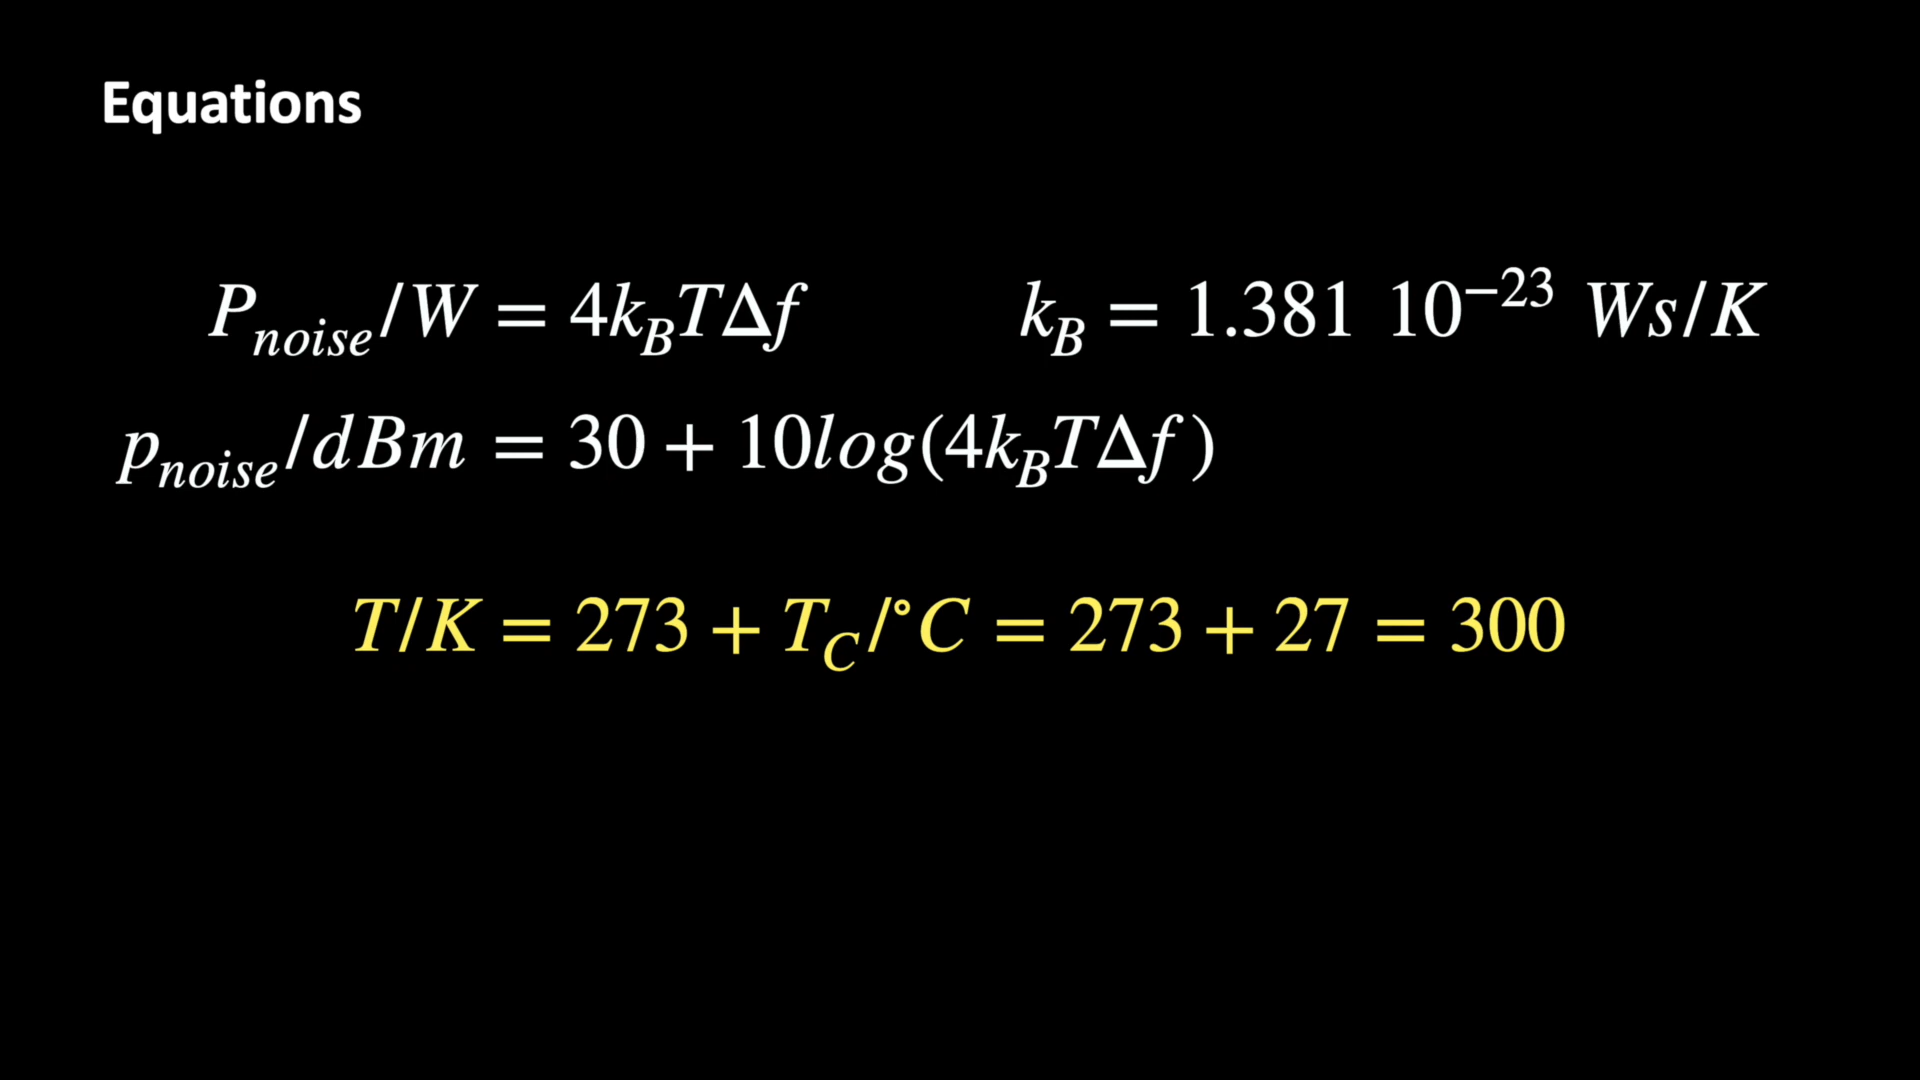 Equations
P_noise/W = 4k_BTΔf
k_B = 1.381 10^−23 Ws/K
p_noise/dBm = 30 + 10log(4k_BTΔf)
T/K = 273 + T_C/°C = 273 + 27 = 300